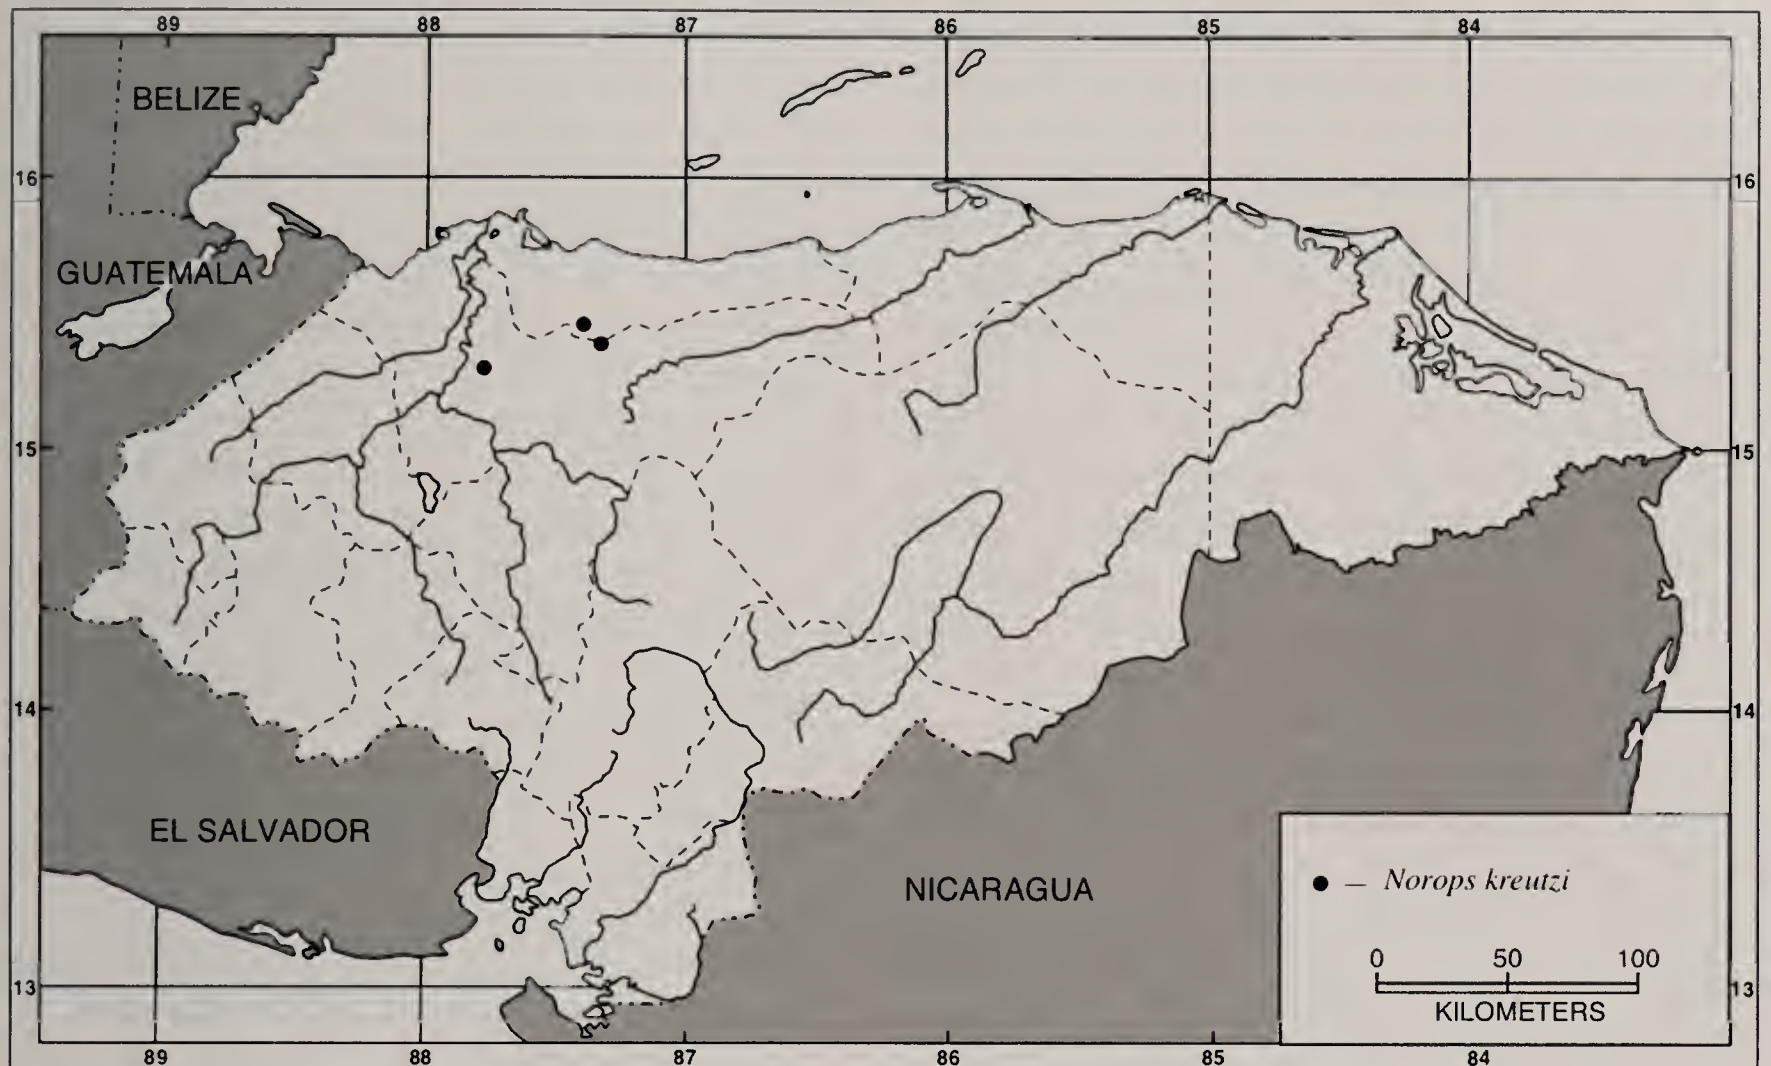 89 88 87 86 85 84
BELIZE
16 16
GUATEMALA
15 15
14 14
EL SALVADOR
NICARAGUA
● – Norops kreutzi
0 50 100
KILOMETERS
13 13
89 88 87 86 85 84